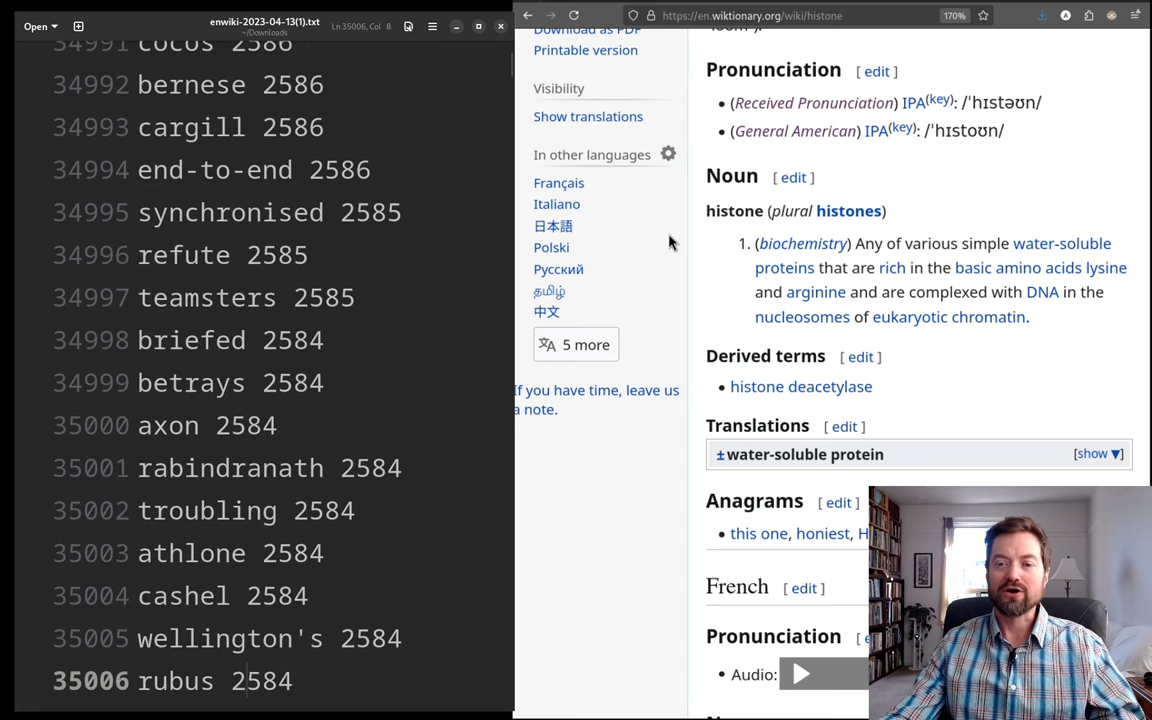 Open
enwiki-2023-04-13(1).txt
~/Downloads
Ln 35006, Col 8
34991 cocos 2586
34992 bernese 2586
34993 cargill 2586
34994 end-to-end 2586
34995 synchronised 2585
34996 refute 2585
34997 teamsters 2585
34998 briefed 2584
34999 betrays 2584
35000 axon 2584
35001 rabindranath 2584
35002 troubling 2584
35003 athlone 2584
35004 cashel 2584
35005 wellington's 2584
35006 rubus 2584
https://en.wiktionary.org/wiki/histone
170%
Download as PDF
Printable version
Visibility
Show translations
In other languages
Français
Italiano
日本語
Polski
Русский
தமிழ்
中文
5 more
If you have time, leave us
a note.
Pronunciation [ edit ]
(Received Pronunciation) IPA(key): /ˈhɪstəʊn/
(General American) IPA(key): /ˈhɪstoʊn/
Noun [ edit ]
histone (plural histones)
1. (biochemistry) Any of various simple water-soluble
proteins that are rich in the basic amino acids lysine
and arginine and are complexed with DNA in the
nucleosomes of eukaryotic chromatin.
Derived terms [ edit ]
histone deacetylase
Translations [ edit ]
± water-soluble protein [show ▼]
Anagrams [ edit ]
this one, honiest, H
French [ edit ]
Pronunciation [ e
Audio: